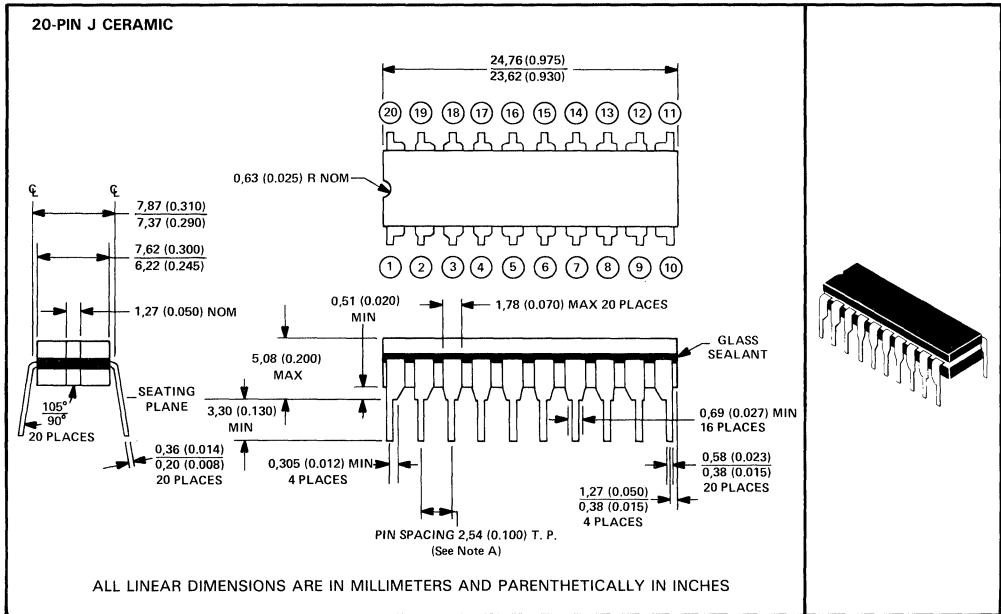 20-PIN J CERAMIC
24,76 (0.975)
23,62 (0.930)
20 19 18 17 16 15 14 13 12 11
0,63 (0.025) R NOM
℄ ℄
7,87 (0.310)
7,37 (0.290)
7,62 (0.300)
6,22 (0.245)
1 2 3 4 5 6 7 8 9 10
1,27 (0.050) NOM
0,51 (0.020)
MIN
1,78 (0.070) MAX 20 PLACES
5,08 (0.200)
MAX
GLASS
SEALANT
SEATING
PLANE
105°
90°
20 PLACES
3,30 (0.130)
MIN
0,69 (0.027) MIN
16 PLACES
0,36 (0.014)
0,20 (0.008)
20 PLACES
0,305 (0.012) MIN
4 PLACES
0,58 (0.023)
0,38 (0.015)
20 PLACES
1,27 (0.050)
0,38 (0.015)
4 PLACES
PIN SPACING 2,54 (0.100) T. P.
(See Note A)
ALL LINEAR DIMENSIONS ARE IN MILLIMETERS AND PARENTHETICALLY IN INCHES